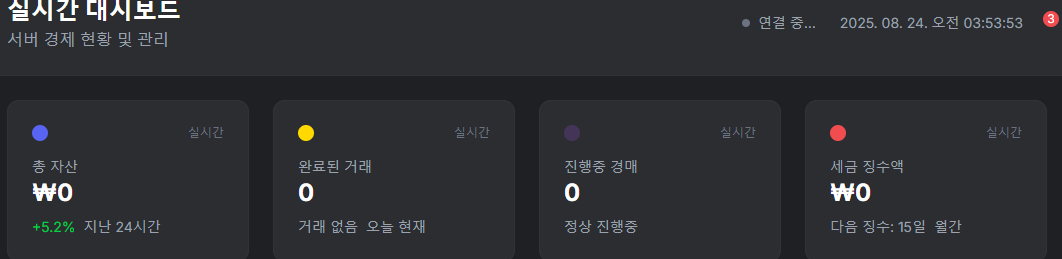 실시간 대시보드
서버 경제 현황 및 관리
연결 중... 2025. 08. 24. 오전 03:53:53 3
실시간
총 자산
₩0
+5.2% 지난 24시간
실시간
완료된 거래
0
거래 없음 오늘 현재
실시간
진행중 경매
0
정상 진행중
실시간
세금 징수액
₩0
다음 징수: 15일 월간